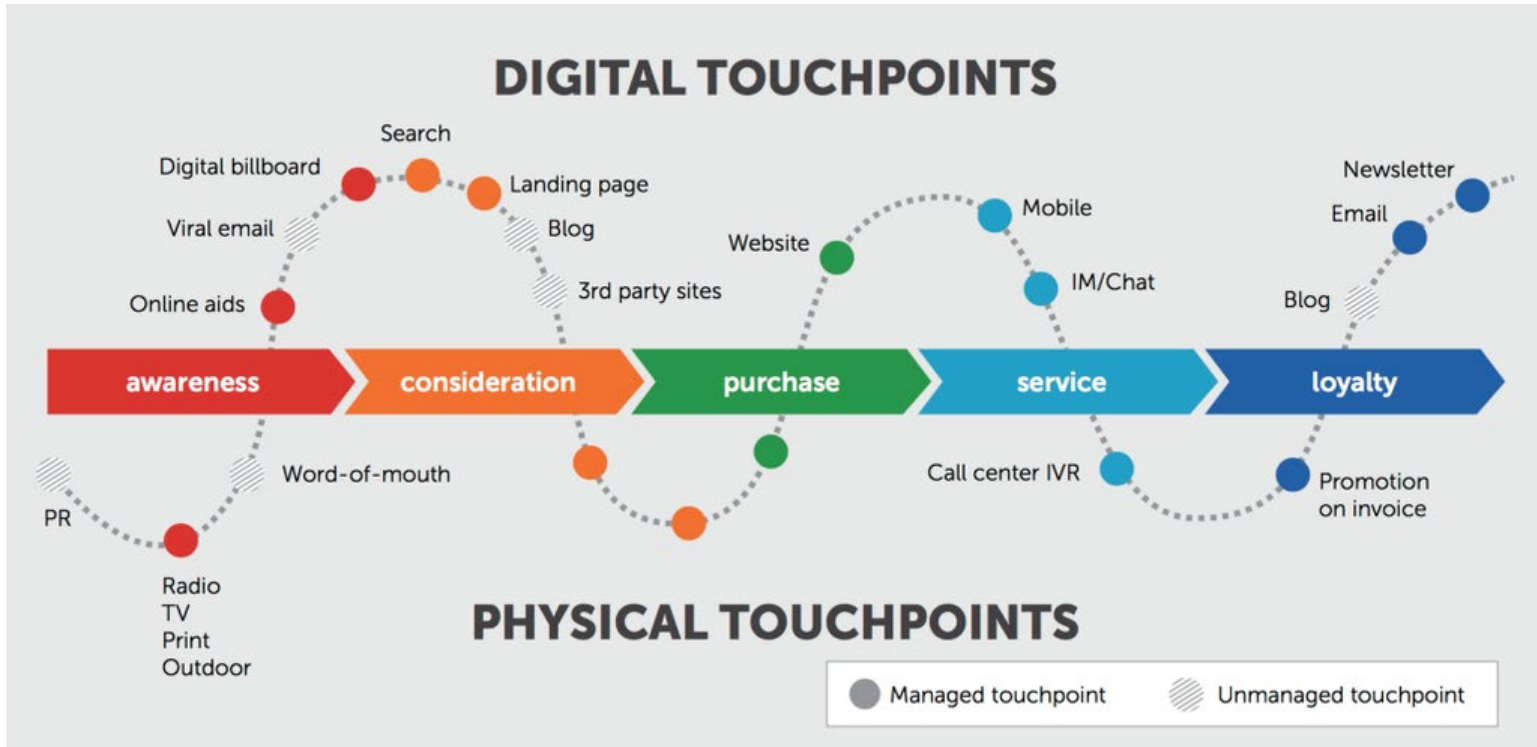 DIGITAL TOUCHPOINTS
Search
Digital billboard
Landing page
Viral email
Blog
Online aids
3rd party sites
Website
Mobile
IM/Chat
Newsletter
Email
Blog
awareness
consideration
purchase
service
loyalty
PR
Word-of-mouth
Radio
TV
Print
Outdoor
Call center IVR
Promotion
on invoice
PHYSICAL TOUCHPOINTS
Managed touchpoint
Unmanaged touchpoint